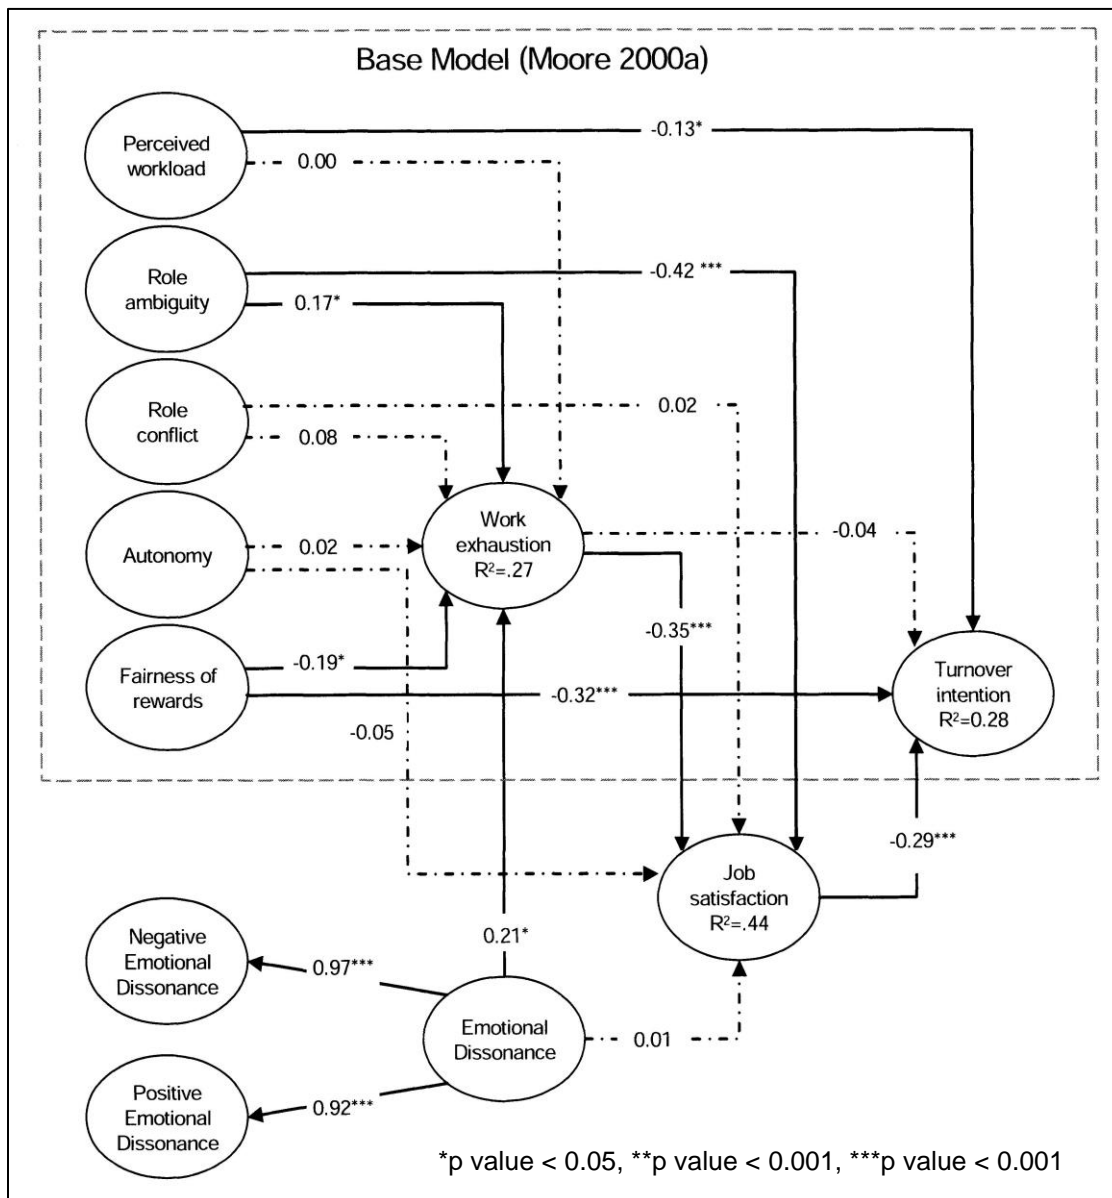 Base Model (Moore 2000a)
Perceived
workload
-0.13*
0.00
Role
ambiguity
-0.42 ***
0.17*
Role
conflict
0.02
0.08
Autonomy
0.02
Work
exhaustion
R²=.27
-0.04
-0.35***
Fairness of
rewards
-0.19*
-0.32***
-0.05
Turnover
intention
R²=0.28
-0.29***
Job
satisfaction
R²=.44
Negative
Emotional
Dissonance
0.97***
0.21*
Emotional
Dissonance
0.01
Positive
Emotional
Dissonance
0.92***
*p value < 0.05, **p value < 0.001, ***p value < 0.001